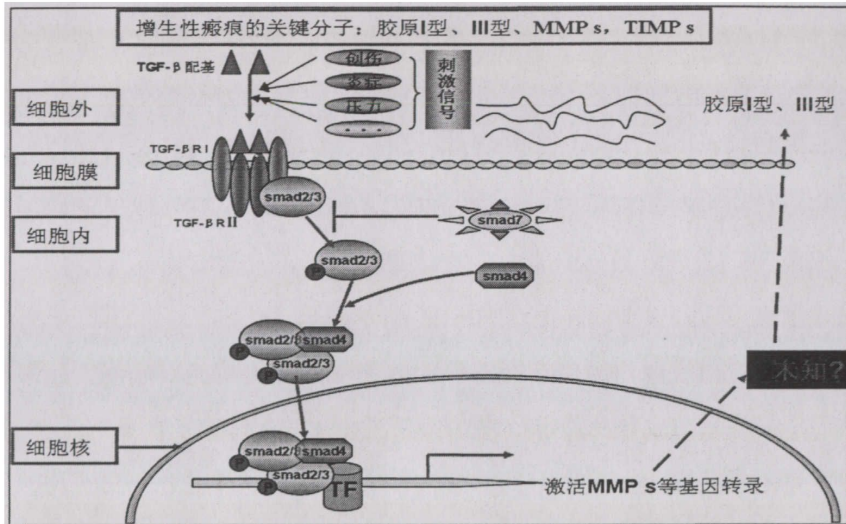 增生性瘢痕的关键分子：胶原I型、III型、MMP s，TIMP s
TGF-β 配基
创伤
炎症
压力
. . .
刺激信号
细胞外
胶原I型、III型
TGF-βRⅠ
细胞膜
smad2/3
TGF-βRⅡ
smad7
细胞内
smad2/3
P
smad4
smad2/3
smad4
P
smad2/3
P
未知?
细胞核
smad2/3
smad4
P
smad2/3
P
TF
激活MMP s等基因转录